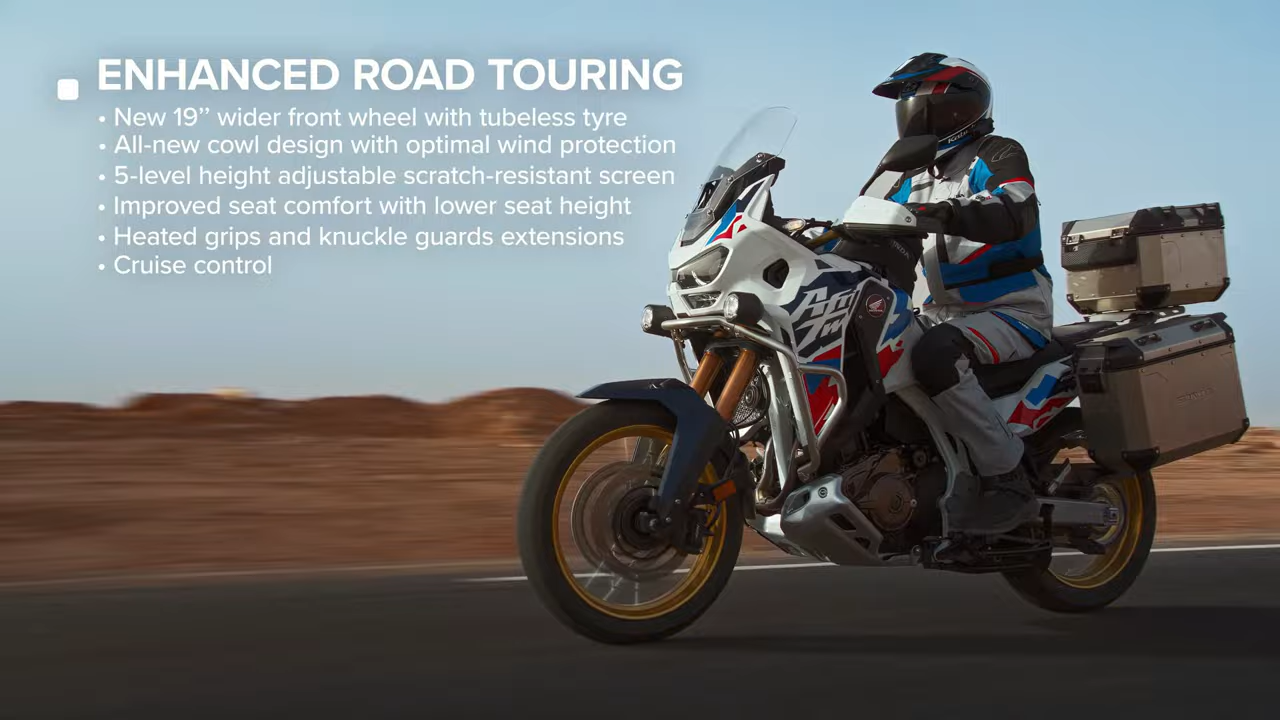 ENHANCED ROAD TOURING
• New 19” wider front wheel with tubeless tyre
• All-new cowl design with optimal wind protection
• 5-level height adjustable scratch-resistant screen
• Improved seat comfort with lower seat height
• Heated grips and knuckle guards extensions
• Cruise control
HONDA